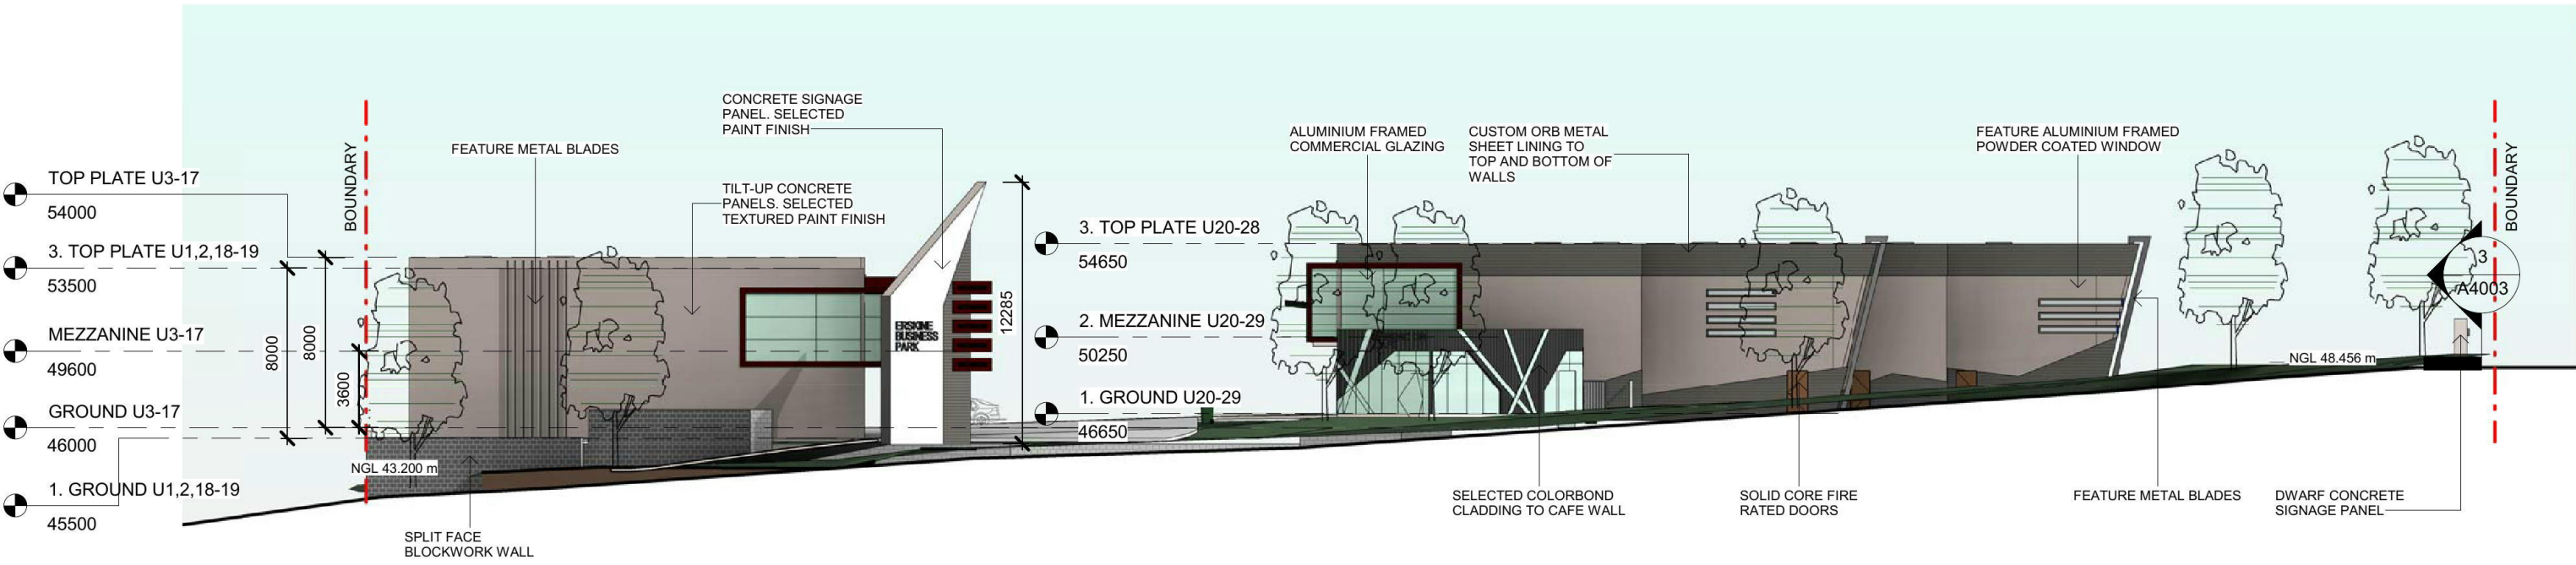 TOP PLATE U3-17
54000
3. TOP PLATE U1,2,18-19
53500
MEZZANINE U3-17
49600
GROUND U3-17
46000
1. GROUND U1,2,18-19
45500
8000
8000
3600
BOUNDARY
NGL 43.200 m
FEATURE METAL BLADES
CONCRETE SIGNAGE
PANEL. SELECTED
PAINT FINISH
TILT-UP CONCRETE
PANELS. SELECTED
TEXTURED PAINT FINISH
SPLIT FACE
BLOCKWORK WALL
ERSKINE
BUSINESS
PARK
12285
3. TOP PLATE U20-28
54650
2. MEZZANINE U20-29
50250
1. GROUND U20-29
46650
ALUMINIUM FRAMED
COMMERCIAL GLAZING
CUSTOM ORB METAL
SHEET LINING TO
TOP AND BOTTOM OF
WALLS
FEATURE ALUMINIUM FRAMED
POWDER COATED WINDOW
SELECTED COLORBOND
CLADDING TO CAFE WALL
SOLID CORE FIRE
RATED DOORS
FEATURE METAL BLADES
DWARF CONCRETE
SIGNAGE PANEL
NGL 48.456 m
3
A4003
BOUNDARY